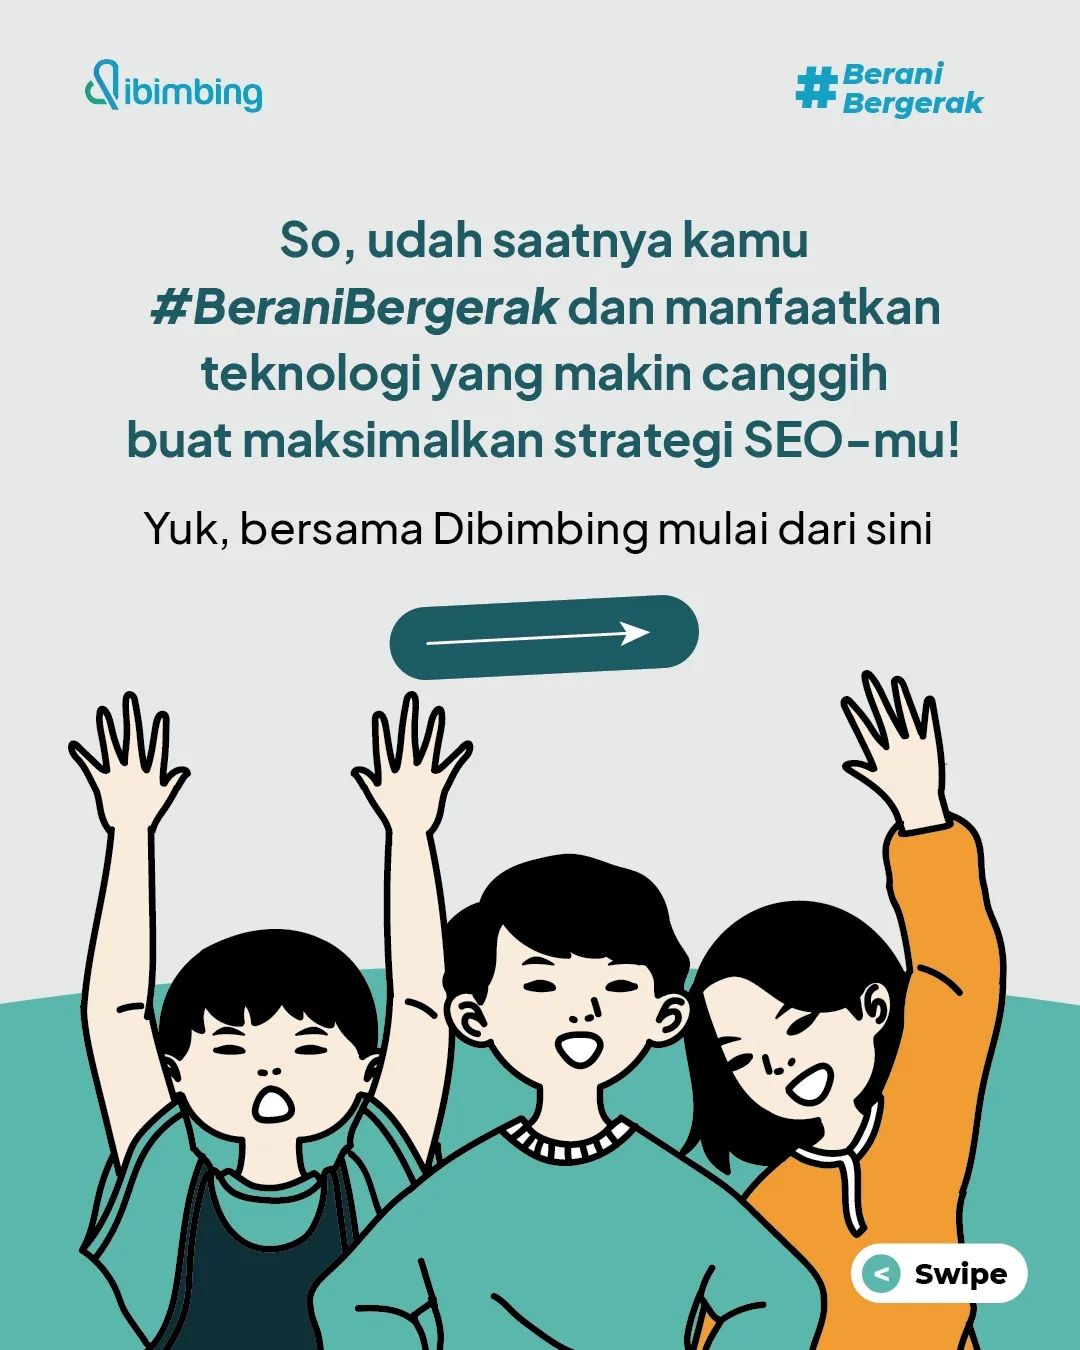 Dibimbing
#Berani
Bergerak
So, udah saatnya kamu
#BeraniBergerak dan manfaatkan
teknologi yang makin canggih
buat maksimalkan strategi SEO-mu!
Yuk, bersama Dibimbing mulai dari sini
< Swipe